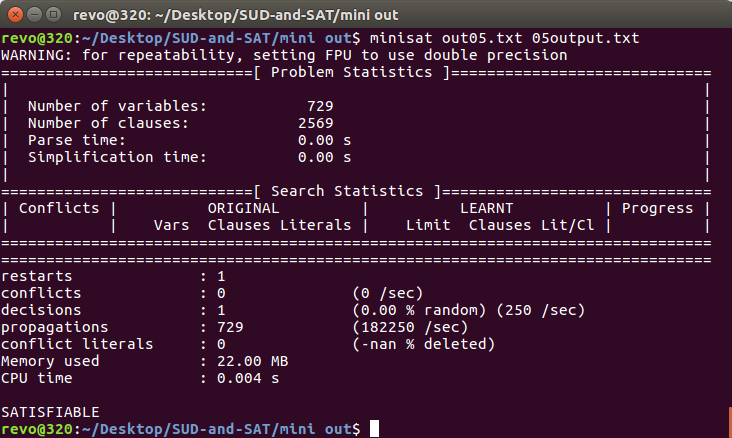 revo@320: ~/Desktop/SUD-and-SAT/mini out
revo@320:~/Desktop/SUD-and-SAT/mini out$ minisat out05.txt 05output.txt
WARNING: for repeatability, setting FPU to use double precision
============================[ Problem Statistics ]=============================
|                                                                             |
|  Number of variables:           729                                         |
|  Number of clauses:            2569                                         |
|  Parse time:                   0.00 s                                       |
|  Simplification time:          0.00 s                                       |
|                                                                             |
============================[ Search Statistics ]==============================
| Conflicts |          ORIGINAL         |          LEARNT          | Progress |
|           |    Vars  Clauses Literals |    Limit  Clauses Lit/Cl |          |
===============================================================================
===============================================================================
restarts              : 1
conflicts             : 0              (0 /sec)
decisions             : 1              (0.00 % random) (250 /sec)
propagations          : 729            (182250 /sec)
conflict literals     : 0              (-nan % deleted)
Memory used           : 22.00 MB
CPU time              : 0.004 s

SATISFIABLE
revo@320:~/Desktop/SUD-and-SAT/mini out$